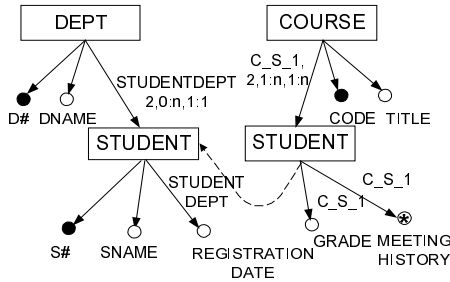 DEPT
COURSE
C_S_1,
2,1:n,1:n
STUDENTDEPT
2,0:n,1:1
D#
DNAME
CODE
TITLE
STUDENT
STUDENT
STUDENT
DEPT
C_S_1
C_S_1
S#
SNAME
REGISTRATION
DATE
GRADE
MEETING
HISTORY
*